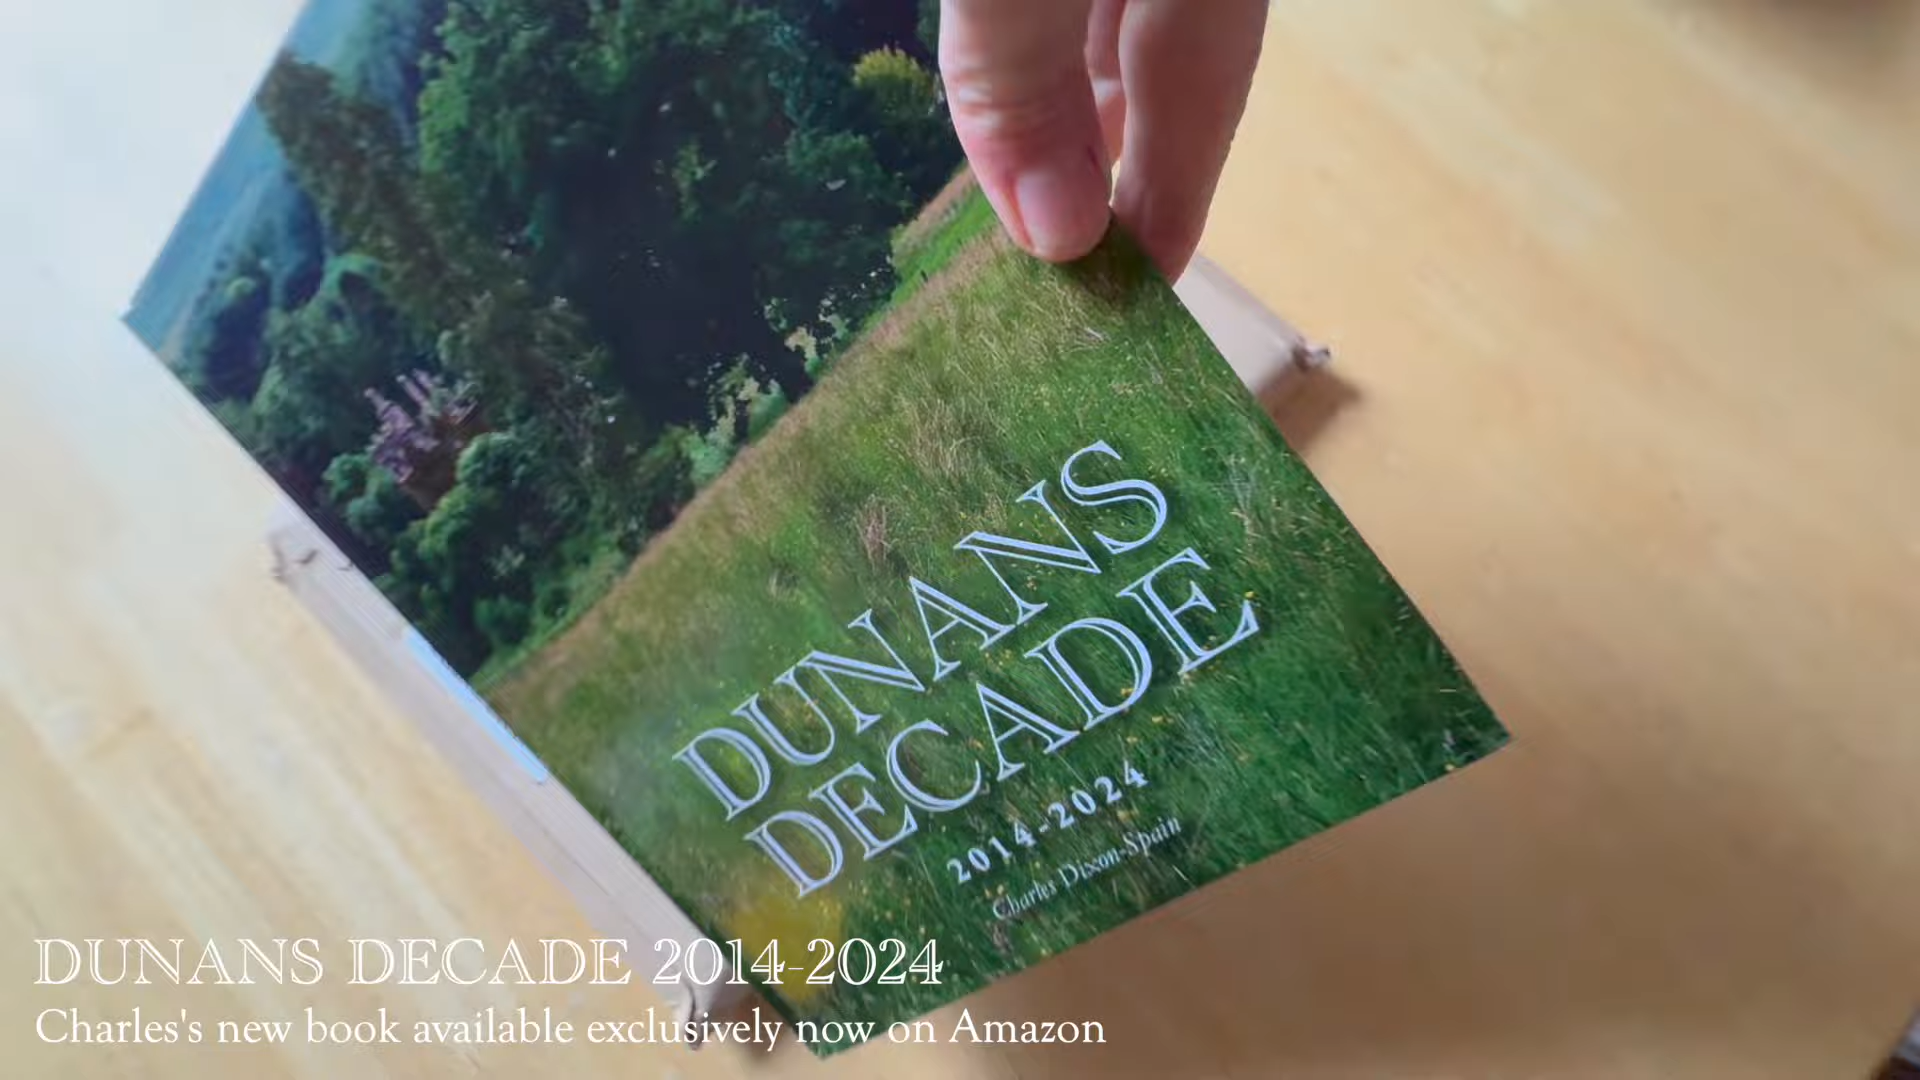 DUNANS
DECADE
2014-2024
Charles Dixon-Spain
DUNANS DECADE 2014-2024
Charles's new book available exclusively now on Amazon